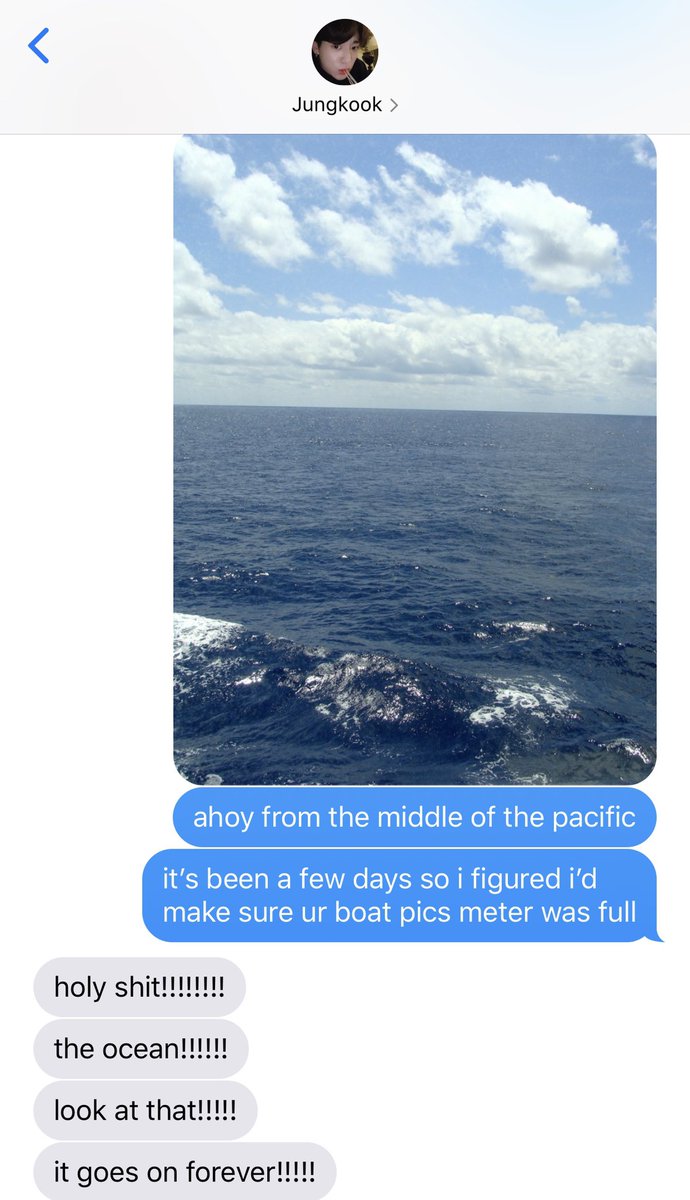 Jungkook
ahoy from the middle of the pacific
it’s been a few days so i figured i’d
make sure ur boat pics meter was full
holy shit!!!!!!!!
the ocean!!!!!!
look at that!!!!!
it goes on forever!!!!!